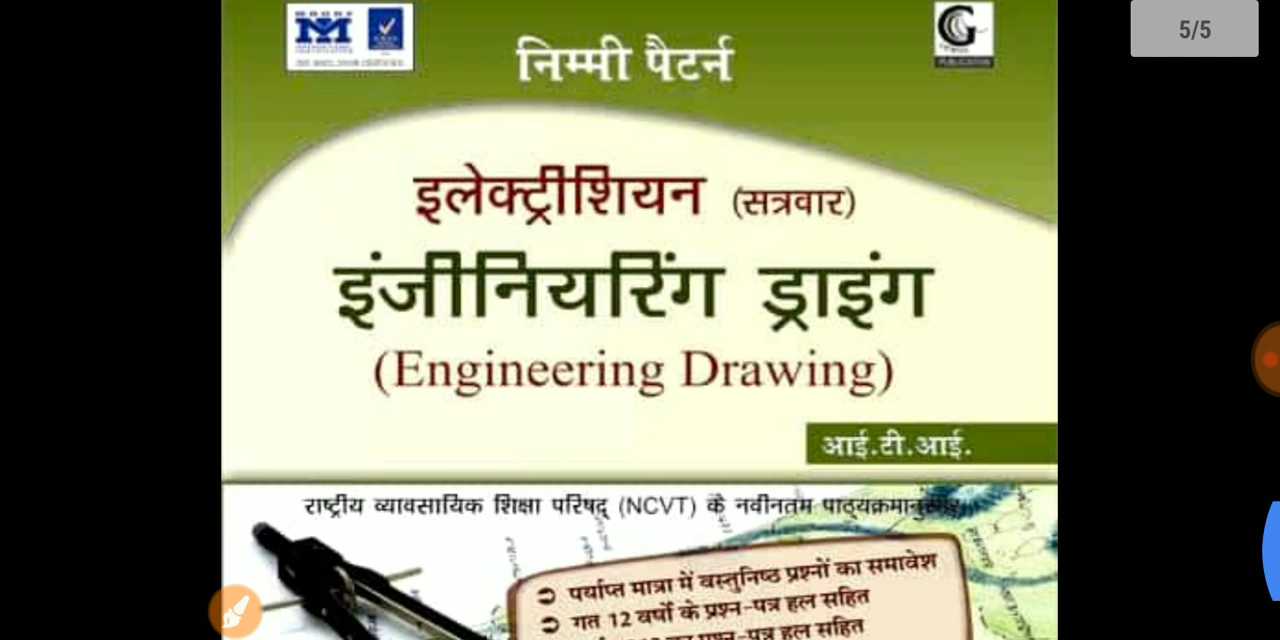 5/5
निम्मी पैटर्न
G
PUBLICATION
इलेक्ट्रीशियन (सत्रवार)
इंजीनियरिंग ड्राइंग
(Engineering Drawing)
आई.टी.आई.
राष्ट्रीय व्यावसायिक शिक्षा परिषद् (NCVT) के नवीनतम पाठ्यक्रमानुसार
➲ पर्याप्त मात्रा में वस्तुनिष्ठ प्रश्नों का समावेश
➲ गत 12 वर्षों के प्रश्न-पत्र हल सहित
प्रश्न-पत्र हल सहित